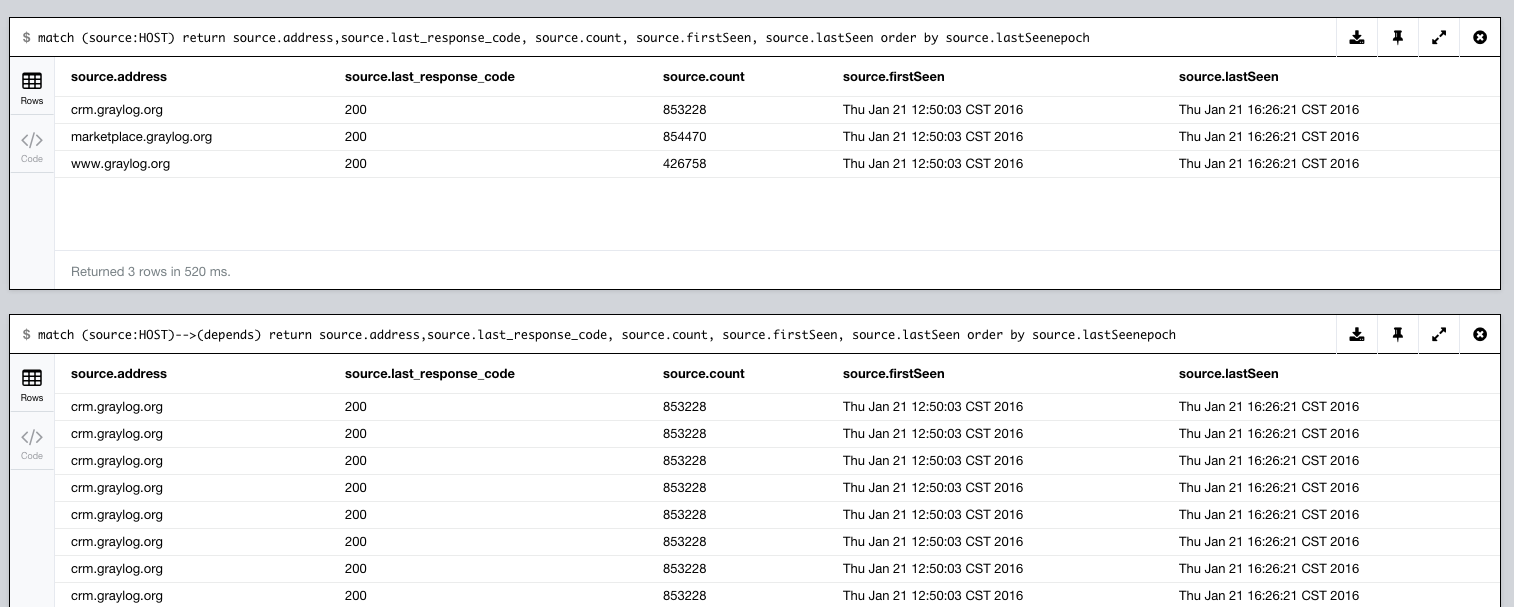 $ match (source:HOST) return source.address,source.last_response_code, source.count, source.firstSeen, source.lastSeen order by source.lastSeenepoch
Rows
Code
source.address source.last_response_code source.count source.firstSeen source.lastSeen
crm.graylog.org 200 853228 Thu Jan 21 12:50:03 CST 2016 Thu Jan 21 16:26:21 CST 2016
marketplace.graylog.org 200 854470 Thu Jan 21 12:50:03 CST 2016 Thu Jan 21 16:26:21 CST 2016
www.graylog.org 200 426758 Thu Jan 21 12:50:03 CST 2016 Thu Jan 21 16:26:21 CST 2016
Returned 3 rows in 520 ms.
$ match (source:HOST)-->(depends) return source.address,source.last_response_code, source.count, source.firstSeen, source.lastSeen order by source.lastSeenepoch
Rows
Code
source.address source.last_response_code source.count source.firstSeen source.lastSeen
crm.graylog.org 200 853228 Thu Jan 21 12:50:03 CST 2016 Thu Jan 21 16:26:21 CST 2016
crm.graylog.org 200 853228 Thu Jan 21 12:50:03 CST 2016 Thu Jan 21 16:26:21 CST 2016
crm.graylog.org 200 853228 Thu Jan 21 12:50:03 CST 2016 Thu Jan 21 16:26:21 CST 2016
crm.graylog.org 200 853228 Thu Jan 21 12:50:03 CST 2016 Thu Jan 21 16:26:21 CST 2016
crm.graylog.org 200 853228 Thu Jan 21 12:50:03 CST 2016 Thu Jan 21 16:26:21 CST 2016
crm.graylog.org 200 853228 Thu Jan 21 12:50:03 CST 2016 Thu Jan 21 16:26:21 CST 2016
crm.graylog.org 200 853228 Thu Jan 21 12:50:03 CST 2016 Thu Jan 21 16:26:21 CST 2016
crm.graylog.org 200 853228 Thu Jan 21 12:50:03 CST 2016 Thu Jan 21 16:26:21 CST 2016